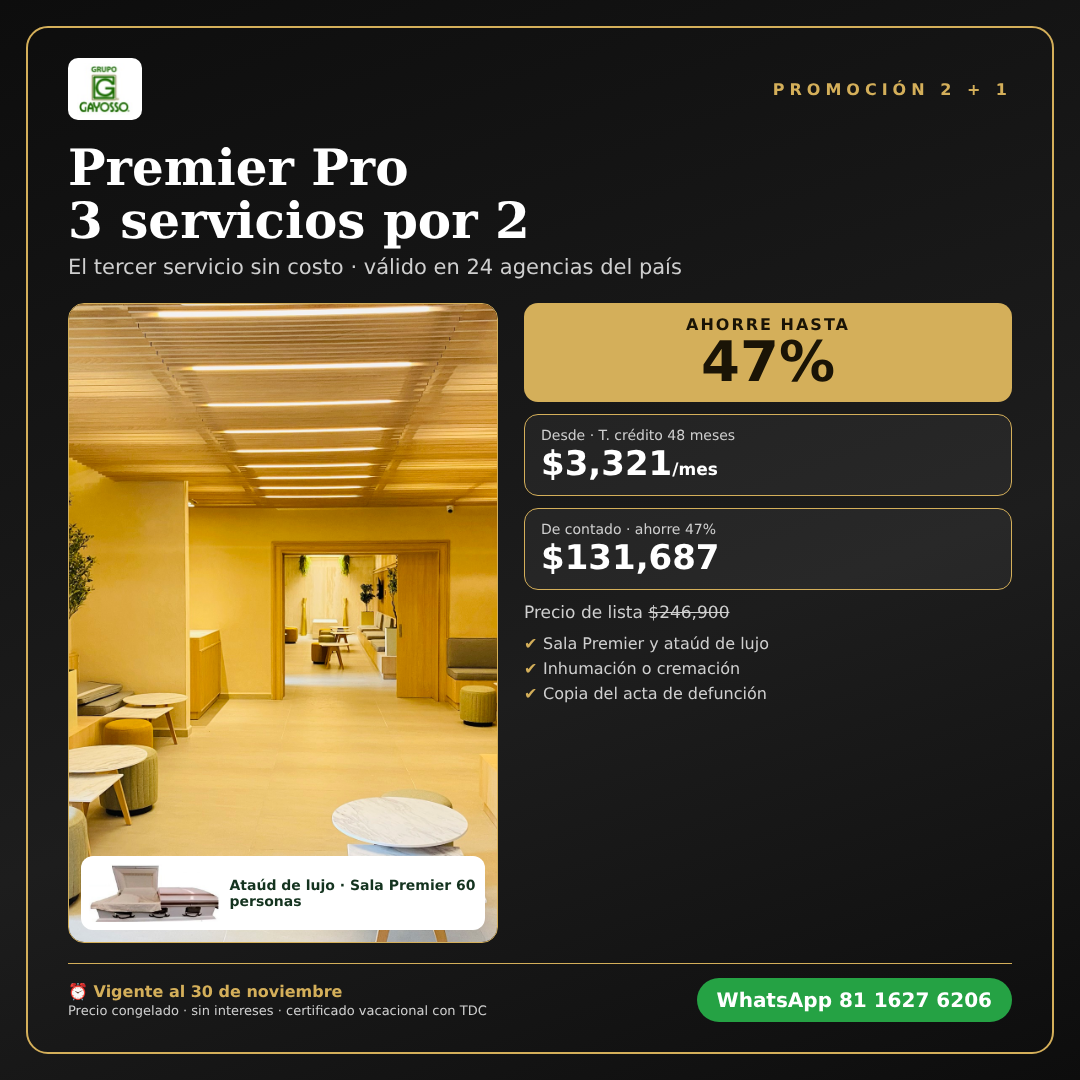 GRUPO
GAYOSSO
PROMOCIÓN 2 + 1
Premier Pro
3 servicios por 2
El tercer servicio sin costo · válido en 24 agencias del país
AHORRE HASTA
47%
Desde · T. crédito 48 meses
$3,321/mes
De contado · ahorre 47%
$131,687
Precio de lista $246,900
✔ Sala Premier y ataúd de lujo
✔ Inhumación o cremación
✔ Copia del acta de defunción
Ataúd de lujo · Sala Premier 60
personas
⏰ Vigente al 30 de noviembre
Precio congelado · sin intereses · certificado vacacional con TDC
WhatsApp 81 1627 6206